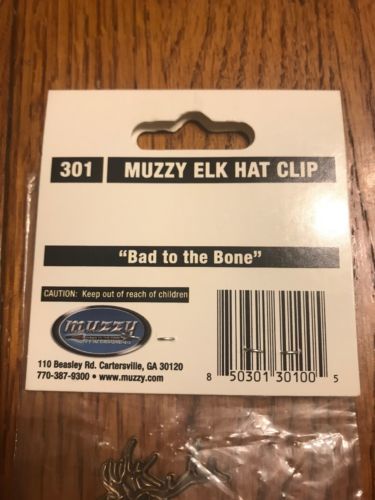 301 MUZZY ELK HAT CLIP
"Bad to the Bone"
CAUTION: Keep out of reach of children
muzzy
110 Beasley Rd. Cartersville, GA 30120
770-387-9300 • www.muzzy.com
8 50301 30100 5